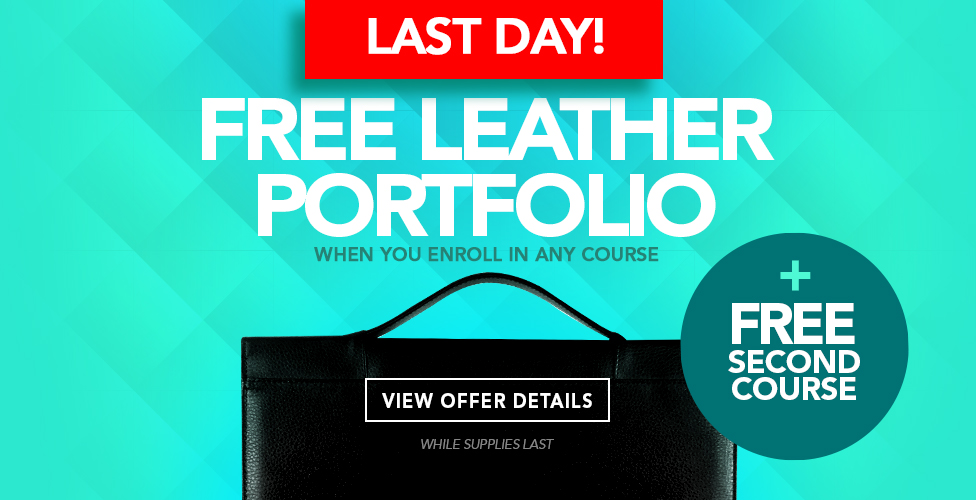 LAST DAY!
FREE LEATHER
PORTFOLIO
WHEN YOU ENROLL IN ANY COURSE
+
FREE
SECOND
COURSE
VIEW OFFER DETAILS
WHILE SUPPLIES LAST